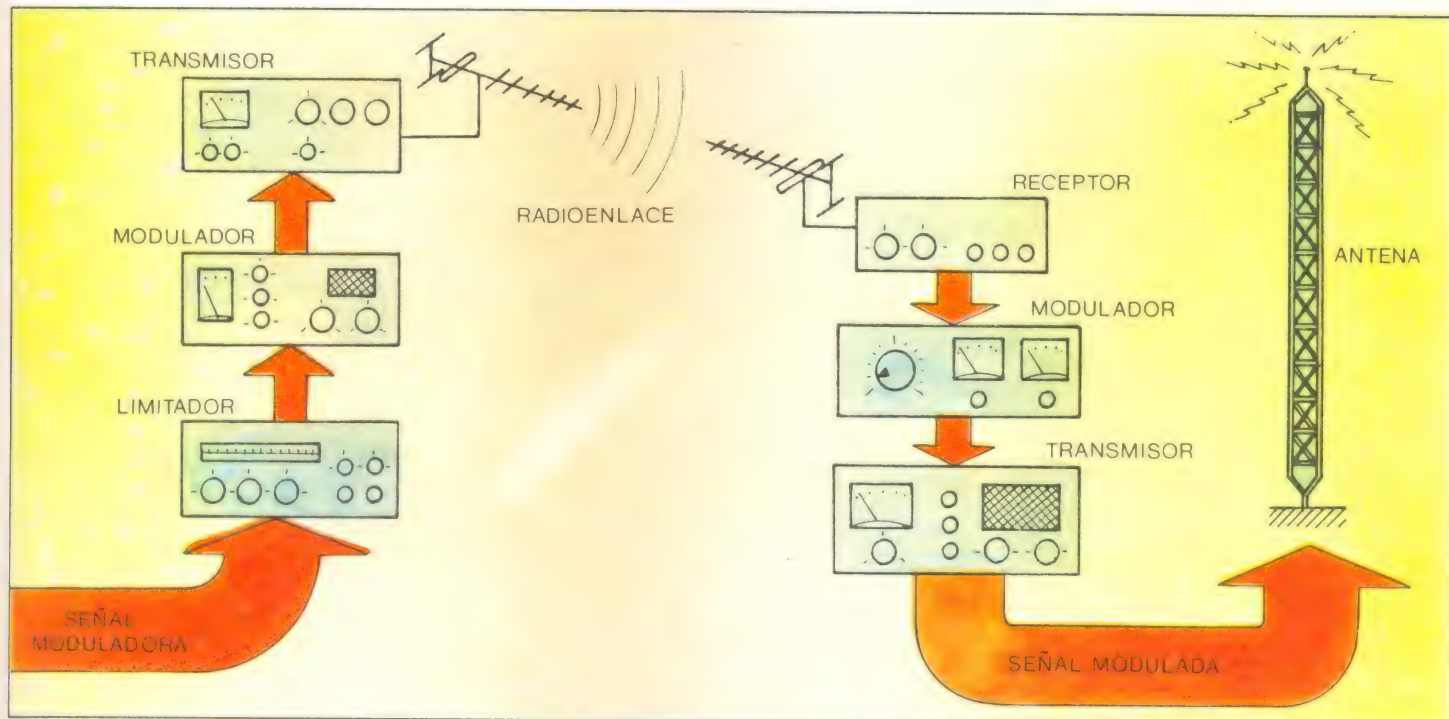 TRANSMISOR
MODULADOR
LIMITADOR
SEÑAL
MODULADORA
RADIOENLACE
RECEPTOR
MODULADOR
TRANSMISOR
SEÑAL MODULADA
ANTENA